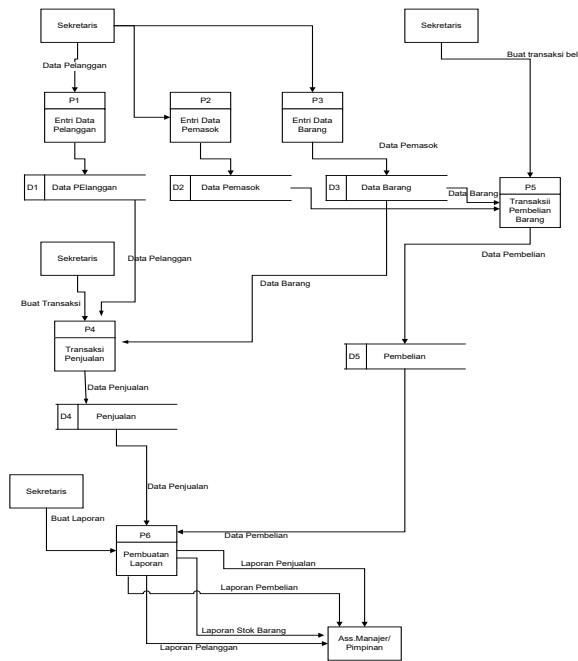 Sekretaris
Sekretaris
Buat transaksi bel
Data Pelanggan
P1
P2
P3
Entri Data
Pelanggan
Entri Data
Pemasok
Entri Data
Barang
Data Pemasok
D1
Data PElanggan
D2
Data Pemasok
D3
Data Barang
Data Barang
P5
Transaksii
Pembelian
Barang
Sekretaris
Data Pelanggan
Data Barang
Data Pembelian
Buat Transaksi
P4
Transaksi
Penjualan
D5
Pembelian
Data Penjualan
D4
Penjualan
Sekretaris
Data Penjualan
Buat Laporan
Data Pembelian
P6
Pembuatan
Laporan
Laporan Penjualan
Laporan Pembelian
Laporan Stok Barang
Laporan Pelanggan
Ass.Manajer/
Pimpinan